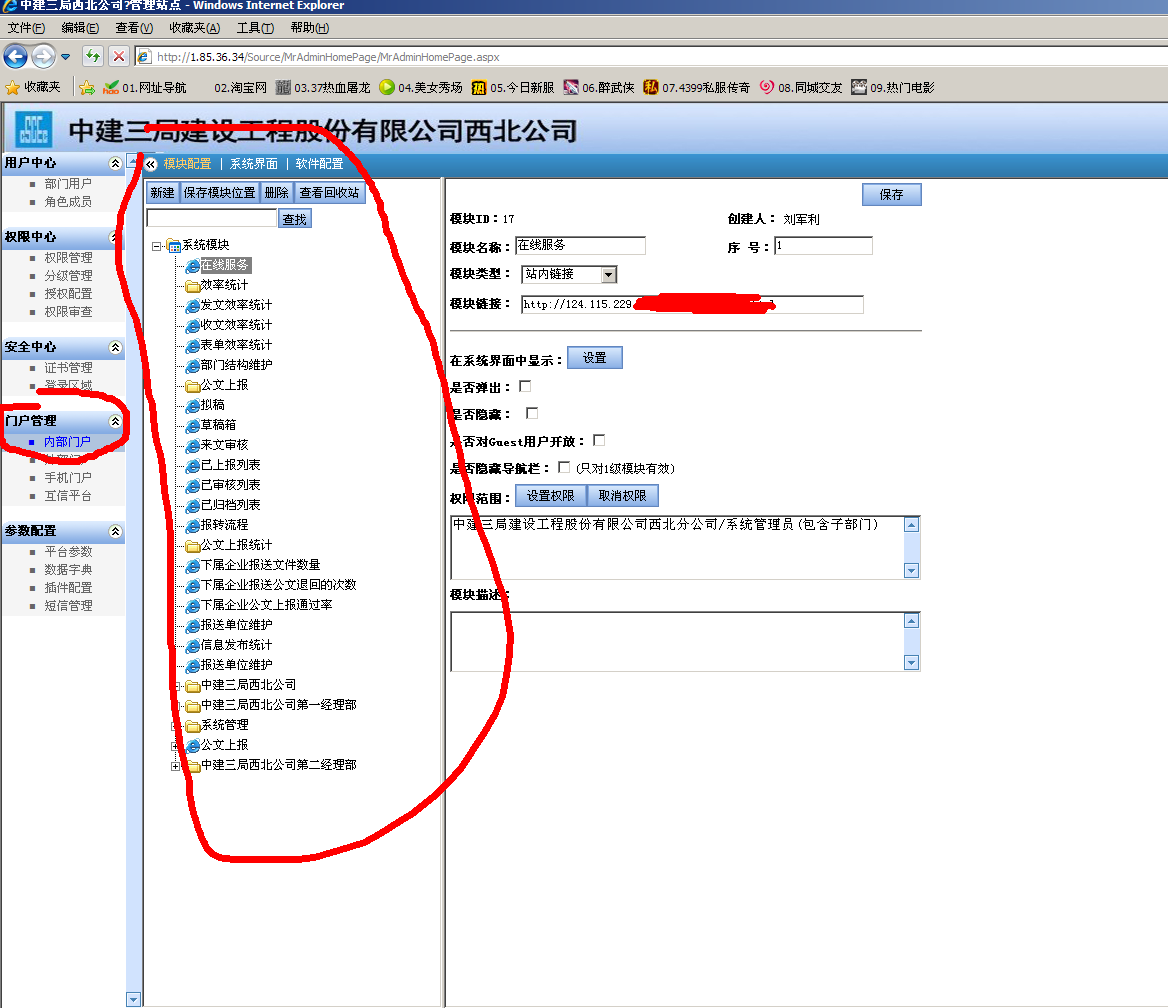 中建三局西北公司?管理站点 - Windows Internet Explorer
文件(F) 编辑(E) 查看(V) 收藏夹(A) 工具(T) 帮助(H)
http://1.85.36.34/Source/MrAdminHomePage/MrAdminHomePage.aspx
收藏夹 01.网址导航 02.淘宝网 03.37热血屠龙 04.美女秀场 05.今日新服 06.醉武侠 07.4399私服传奇 08.同城交友 09.热门电影
中建三局建设工程股份有限公司西北公司
用户中心
部门用户
角色成员
权限中心
权限管理
分级管理
授权配置
权限审查
安全中心
证书管理
登录区域
门户管理
内部门户
手机门户
互信平台
参数配置
平台参数
数据字典
插件配置
短信管理
模块配置 | 系统界面 | 软件配置
新建 保存模块位置 删除 查看回收站
查找
系统模块
在线服务
效率统计
发文效率统计
收文效率统计
表单效率统计
部门结构维护
公文上报
拟稿
草稿箱
来文审核
已上报列表
已审核列表
已归档列表
报转流程
公文上报统计
下属企业报送文件数量
下属企业报送公文退回的次数
下属企业公文上报通过率
报送单位维护
信息发布统计
报送单位维护
中建三局西北公司
中建三局西北公司第一经理部
系统管理
公文上报
中建三局西北公司第二经理部
保存
模块ID：17 创建人：刘军利
模块名称：在线服务 序 号：1
模块类型：站内链接
模块链接：http://124.115.229
在系统界面中显示：设置
是否弹出：
是否隐藏：
是否对Guest用户开放：
是否隐藏导航栏：(只对1级模块有效)
权限范围：设置权限 取消权限
中建三局建设工程股份有限公司西北分公司/系统管理员(包含子部门)
模块描述：